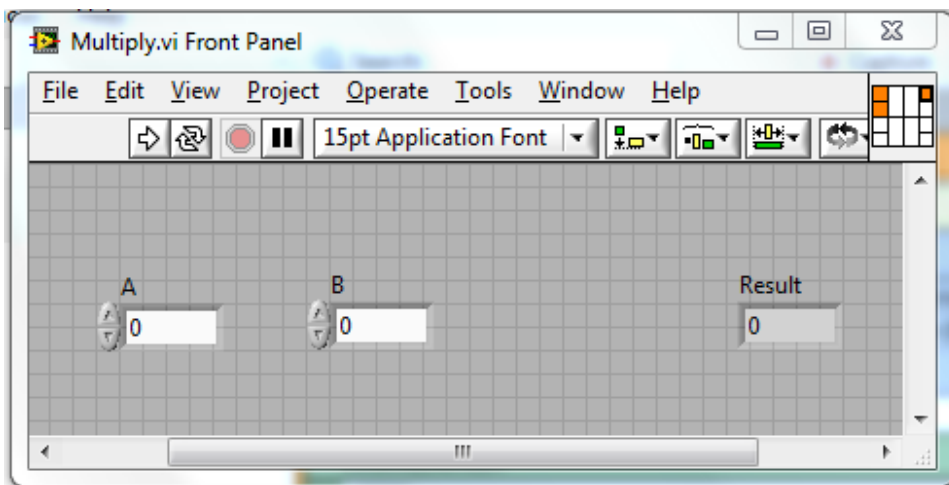 Multiply.vi Front Panel
File Edit View Project Operate Tools Window Help
15pt Application Font
A B Result
0 0 0